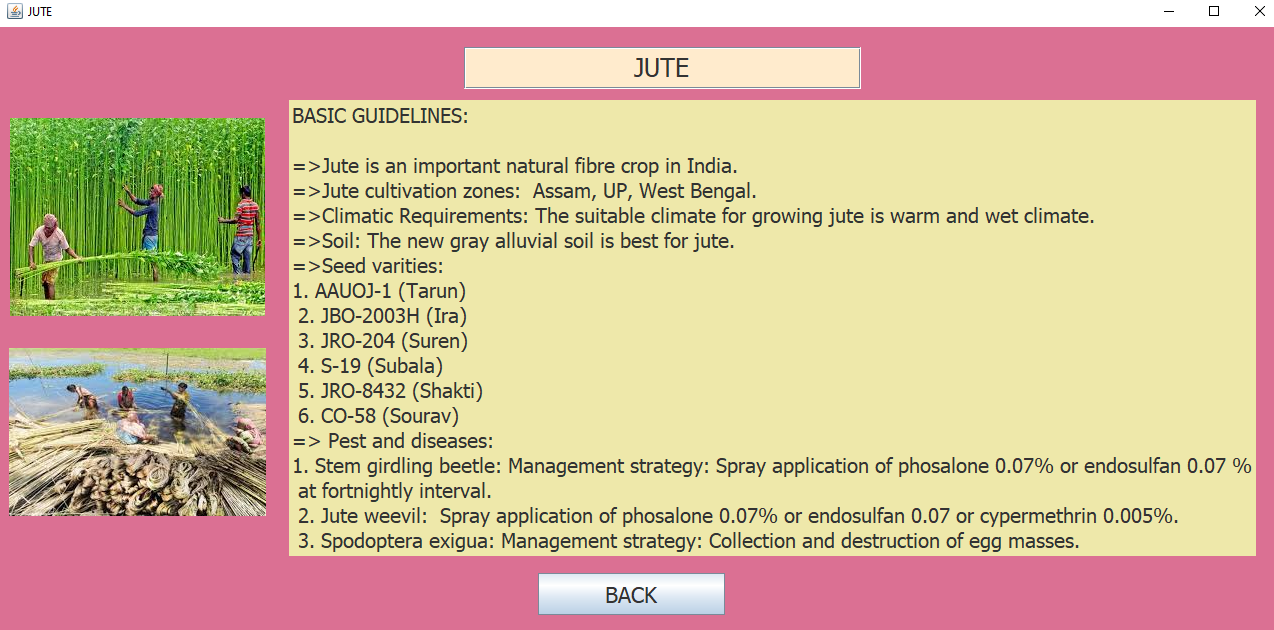 JUTE
JUTE
BASIC GUIDELINES:
=>Jute is an important natural fibre crop in India.
=>Jute cultivation zones:  Assam, UP, West Bengal.
=>Climatic Requirements: The suitable climate for growing jute is warm and wet climate.
=>Soil: The new gray alluvial soil is best for jute.
=>Seed varities:
1. AAUOJ-1 (Tarun)
2. JBO-2003H (Ira)
3. JRO-204 (Suren)
4. S-19 (Subala)
5. JRO-8432 (Shakti)
6. CO-58 (Sourav)
=> Pest and diseases:
1. Stem girdling beetle: Management strategy: Spray application of phosalone 0.07% or endosulfan 0.07 %
at fortnightly interval.
2. Jute weevil:  Spray application of phosalone 0.07% or endosulfan 0.07 or cypermethrin 0.005%.
3. Spodoptera exigua: Management strategy: Collection and destruction of egg masses.
BACK